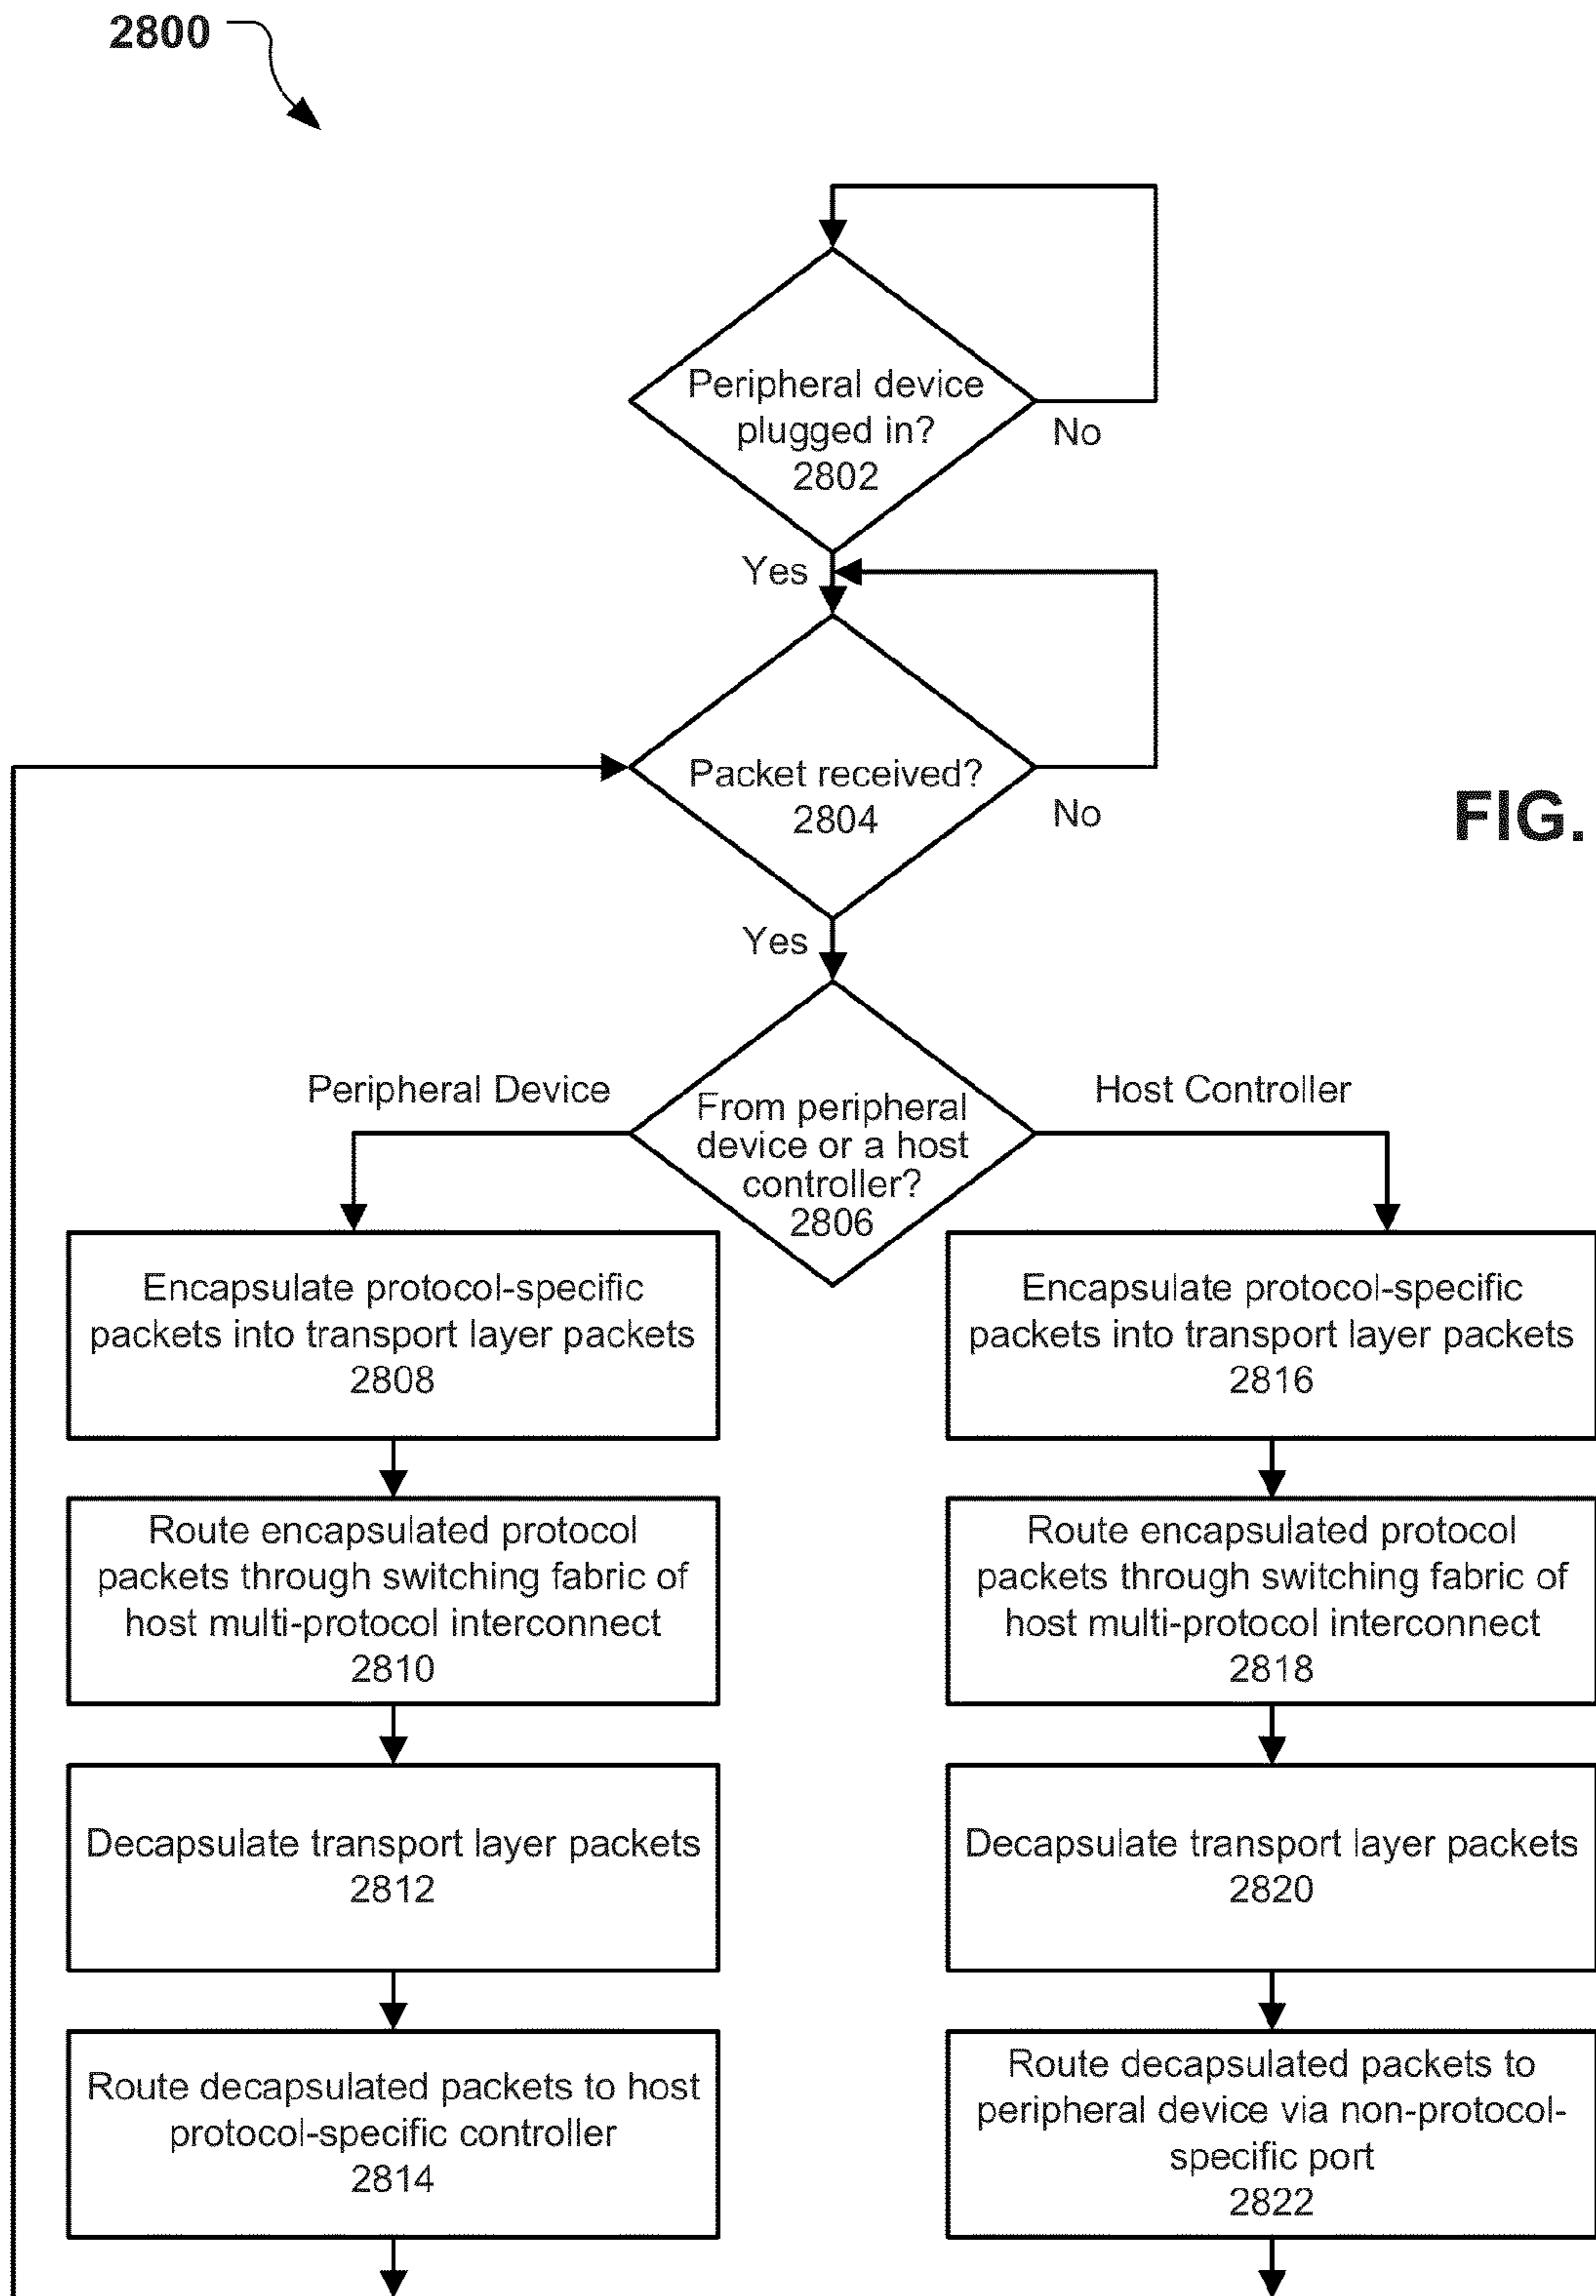 2800
Peripheral device
plugged in?
2802
No
Yes
Packet received?
2804
No
FIG.
Yes
Peripheral Device
Host Controller
From peripheral
device or a host
controller?
2806
Encapsulate protocol-specific
packets into transport layer packets
2808
Route encapsulated protocol
packets through switching fabric of
host multi-protocol interconnect
2810
Decapsulate transport layer packets
2812
Route decapsulated packets to host
protocol-specific controller
2814
Encapsulate protocol-specific
packets into transport layer packets
2816
Route encapsulated protocol
packets through switching fabric of
host multi-protocol interconnect
2818
Decapsulate transport layer packets
2820
Route decapsulated packets to
peripheral device via non-protocol-
specific port
2822